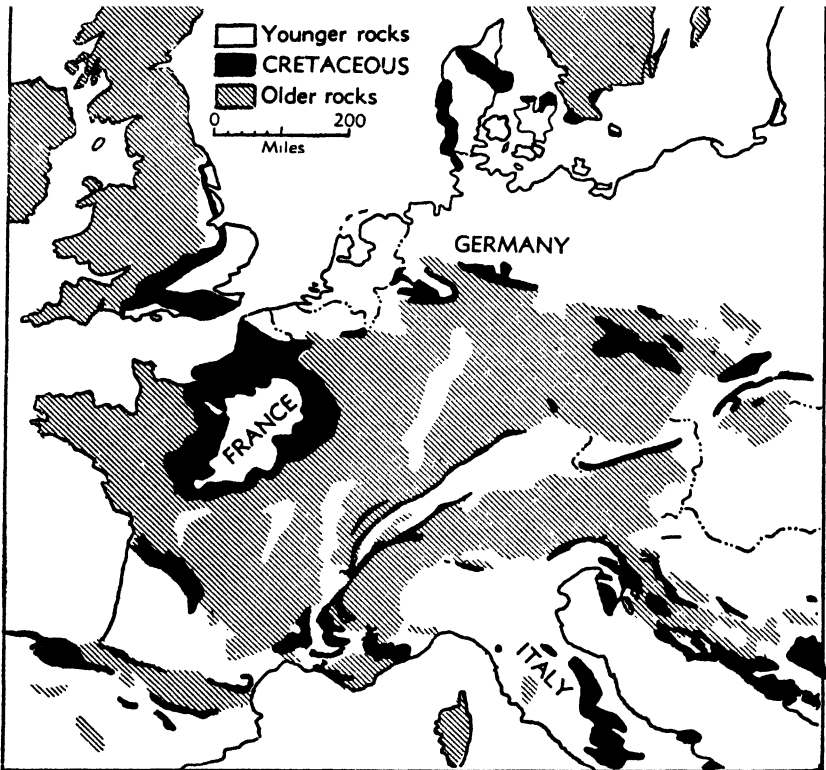 Younger rocks
CRETACEOUS
Older rocks
0 200
Miles
GERMANY
FRANCE
ITALY